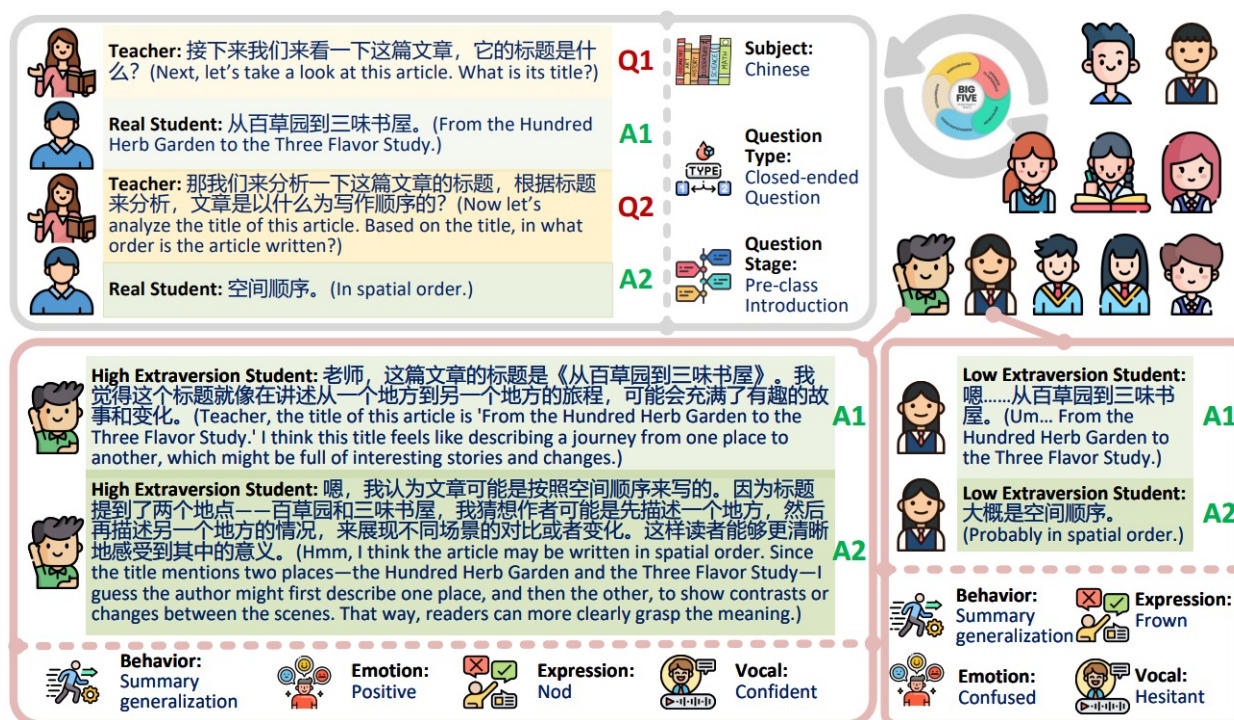 Teacher: 接下来我们来看一下这篇文章，它的标题是什
么？(Next, let's take a look at this article. What is its title?)
Q1
Real Student: 从百草园到三味书屋。(From the Hundred
Herb Garden to the Three Flavor Study.)
A1
Teacher: 那我们来分析一下这篇文章的标题，根据标题
来分析，文章是以什么为写作顺序的？(Now let's
analyze the title of this article. Based on the title, in what
order is the article written?)
Q2
Real Student: 空间顺序。(In spatial order.)
A2
Subject:
Chinese
TYPE
Question
Type:
Closed-ended
Question
Question
Stage:
Pre-class
Introduction
BIG
FIVE
High Extraversion Student: 老师，这篇文章的标题是《从百草园到三味书屋》。我
觉得这个标题就像在讲述从一个地方到另一个地方的旅程，可能会充满了有趣的故
事和变化。(Teacher, the title of this article is 'From the Hundred Herb Garden to the
Three Flavor Study.' I think this title feels like describing a journey from one place to
another, which might be full of interesting stories and changes.)
A1
High Extraversion Student: 嗯，我认为文章可能是按照空间顺序来写的。因为标题
提到了两个地点——百草园和三味书屋，我猜想作者可能是先描述一个地方，然后
再描述另一个地方的情况，来展现不同场景的对比或者变化。这样读者能够更清晰
地感受到其中的意义。(Hmm, I think the article may be written in spatial order. Since
the title mentions two places—the Hundred Herb Garden and the Three Flavor Study—I
guess the author might first describe one place, and then the other, to show contrasts or
changes between the scenes. That way, readers can more clearly grasp the meaning.)
A2
Behavior:
Summary
generalization
Emotion:
Positive
Expression:
Nod
Vocal:
Confident
Low Extraversion Student:
嗯……从百草园到三味书
屋。(Um… From the
Hundred Herb Garden to
the Three Flavor Study.)
A1
Low Extraversion Student:
大概是空间顺序。
(Probably in spatial order.)
A2
Behavior:
Summary
generalization
Expression:
Frown
Emotion:
Confused
Vocal:
Hesitant